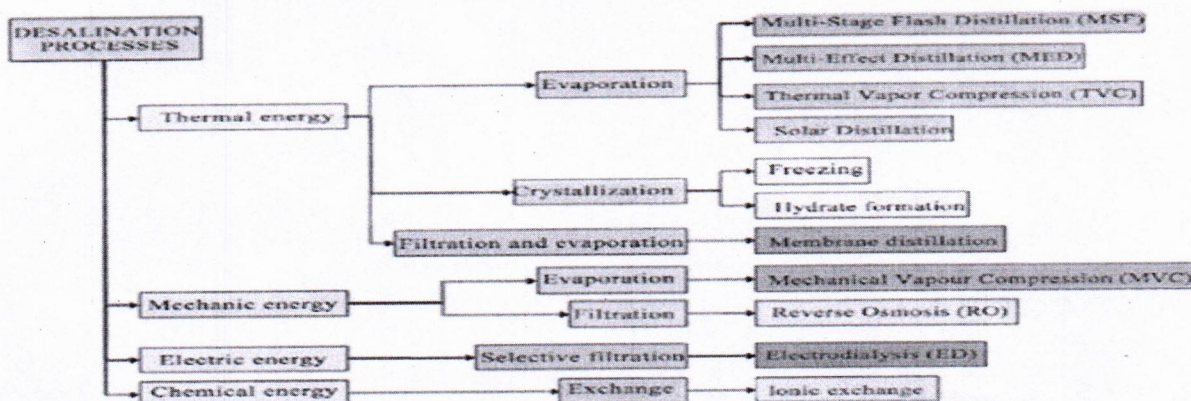 DESALINATION
PROCESSES
Thermal energy
Evaporation
Multi-Stage Flash Distillation (MSF)
Multi-Effect Distillation (MED)
Thermal Vapor Compression (TVC)
Solar Distillation
Crystallization
Freezing
Hydrate formation
Filtration and evaporation
Membrane distillation
Mechanic energy
Evaporation
Mechanical Vapour Compression (MVC)
Filtration
Reverse Osmosis (RO)
Electric energy
Selective filtration
Electrodialysis (ED)
Chemical energy
Exchange
Ionic exchange